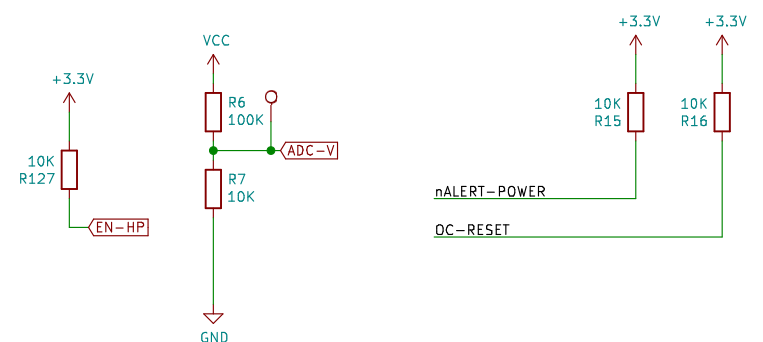 +3.3V
10K
R127
EN-HP
VCC
R6
100K
ADC-V
R7
10K
GND
+3.3V
10K
R15
+3.3V
10K
R16
nALERT-POWER
OC-RESET